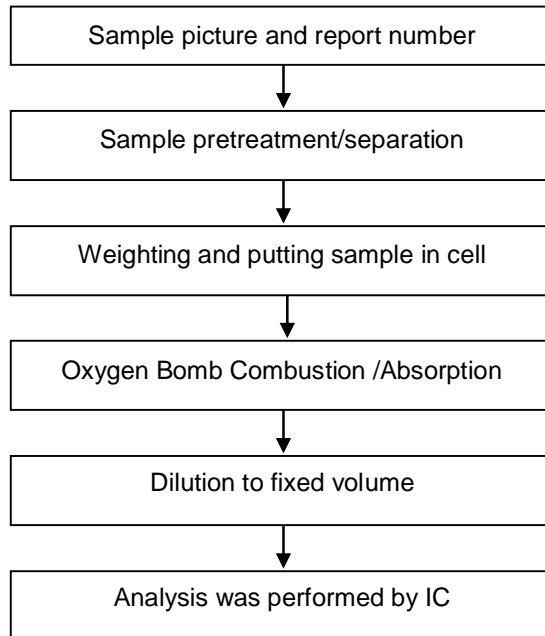 Sample picture and report number
Sample pretreatment/separation
Weighting and putting sample in cell
Oxygen Bomb Combustion /Absorption
Dilution to fixed volume
Analysis was performed by IC